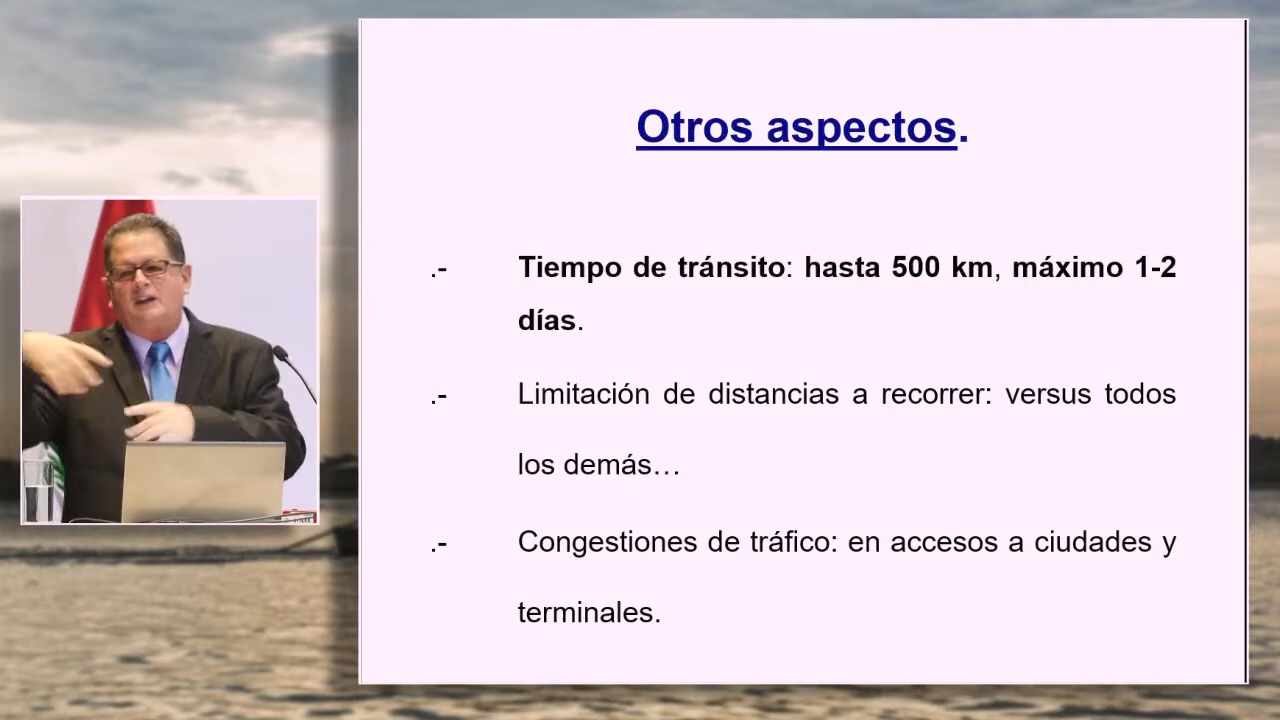 Otros aspectos.
.- Tiempo de tránsito: hasta 500 km, máximo 1-2
días.
.- Limitación de distancias a recorrer: versus todos
los demás…
.- Congestiones de tráfico: en accesos a ciudades y
terminales.